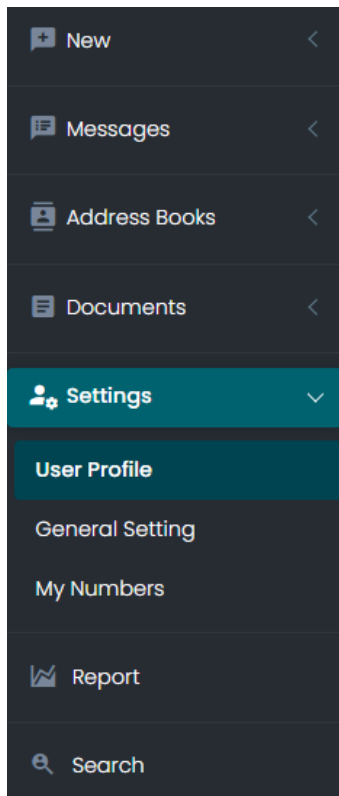 New
Messages
Address Books
Documents
Settings
User Profile
General Setting
My Numbers
Report
Search